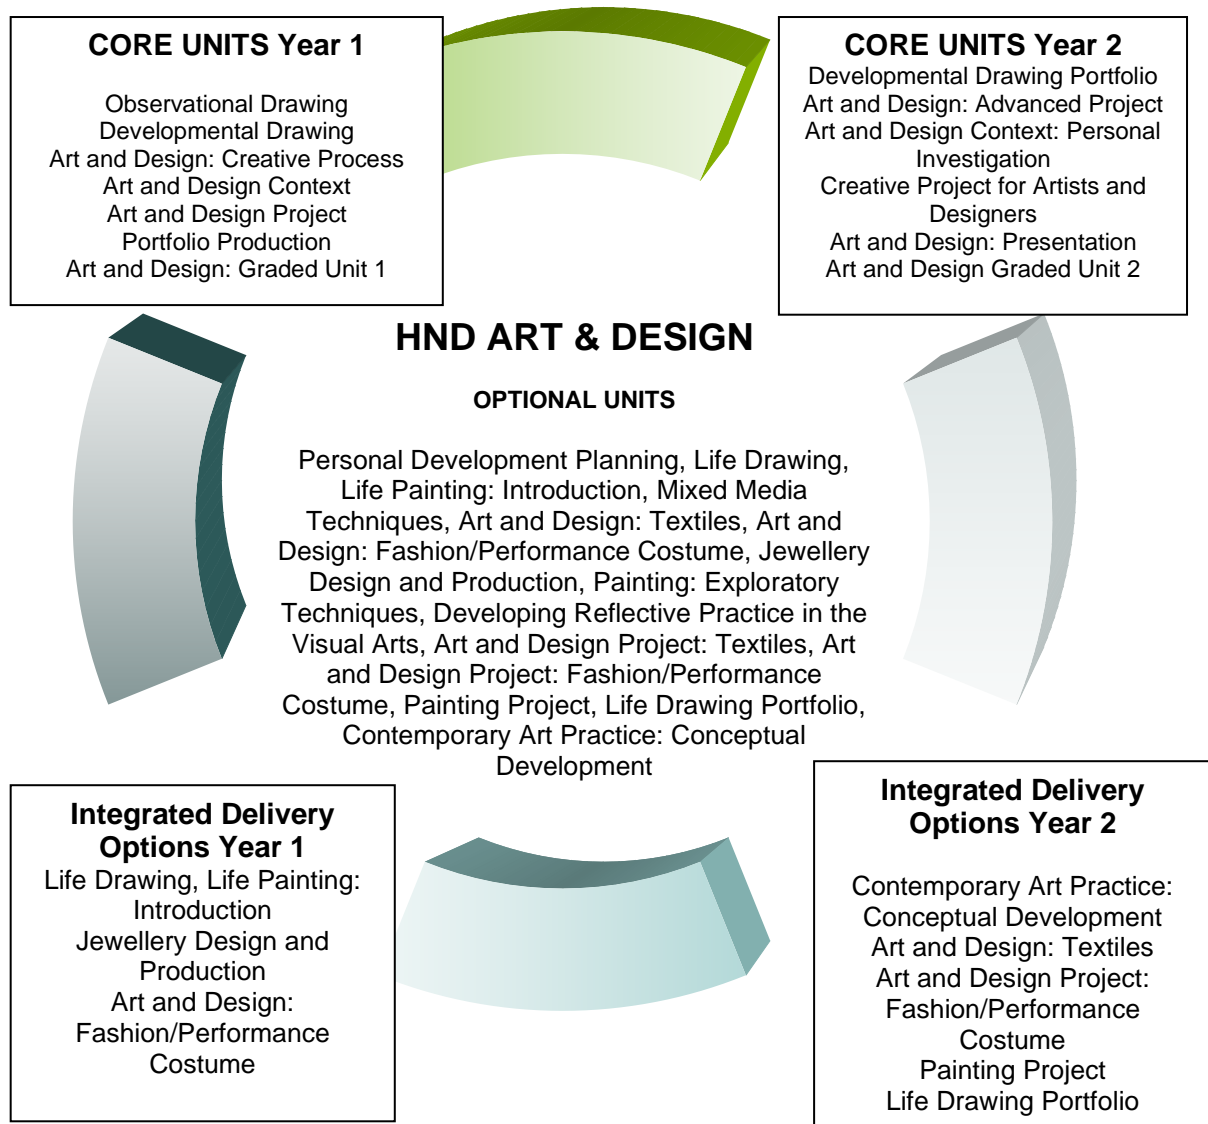 CORE UNITS Year 1
Observational Drawing
Developmental Drawing
Art and Design: Creative Process
Art and Design Context
Art and Design Project
Portfolio Production
Art and Design: Graded Unit 1
CORE UNITS Year 2
Developmental Drawing Portfolio
Art and Design: Advanced Project
Art and Design Context: Personal
Investigation
Creative Project for Artists and
Designers
Art and Design: Presentation
Art and Design Graded Unit 2
HND ART & DESIGN
OPTIONAL UNITS
Personal Development Planning, Life Drawing,
Life Painting: Introduction, Mixed Media
Techniques, Art and Design: Textiles, Art and
Design: Fashion/Performance Costume, Jewellery
Design and Production, Painting: Exploratory
Techniques, Developing Reflective Practice in the
Visual Arts, Art and Design Project: Textiles, Art
and Design Project: Fashion/Performance
Costume, Painting Project, Life Drawing Portfolio,
Contemporary Art Practice: Conceptual
Development
Integrated Delivery
Options Year 1
Life Drawing, Life Painting:
Introduction
Jewellery Design and
Production
Art and Design:
Fashion/Performance
Costume
Integrated Delivery
Options Year 2
Contemporary Art Practice:
Conceptual Development
Art and Design: Textiles
Art and Design Project:
Fashion/Performance
Costume
Painting Project
Life Drawing Portfolio